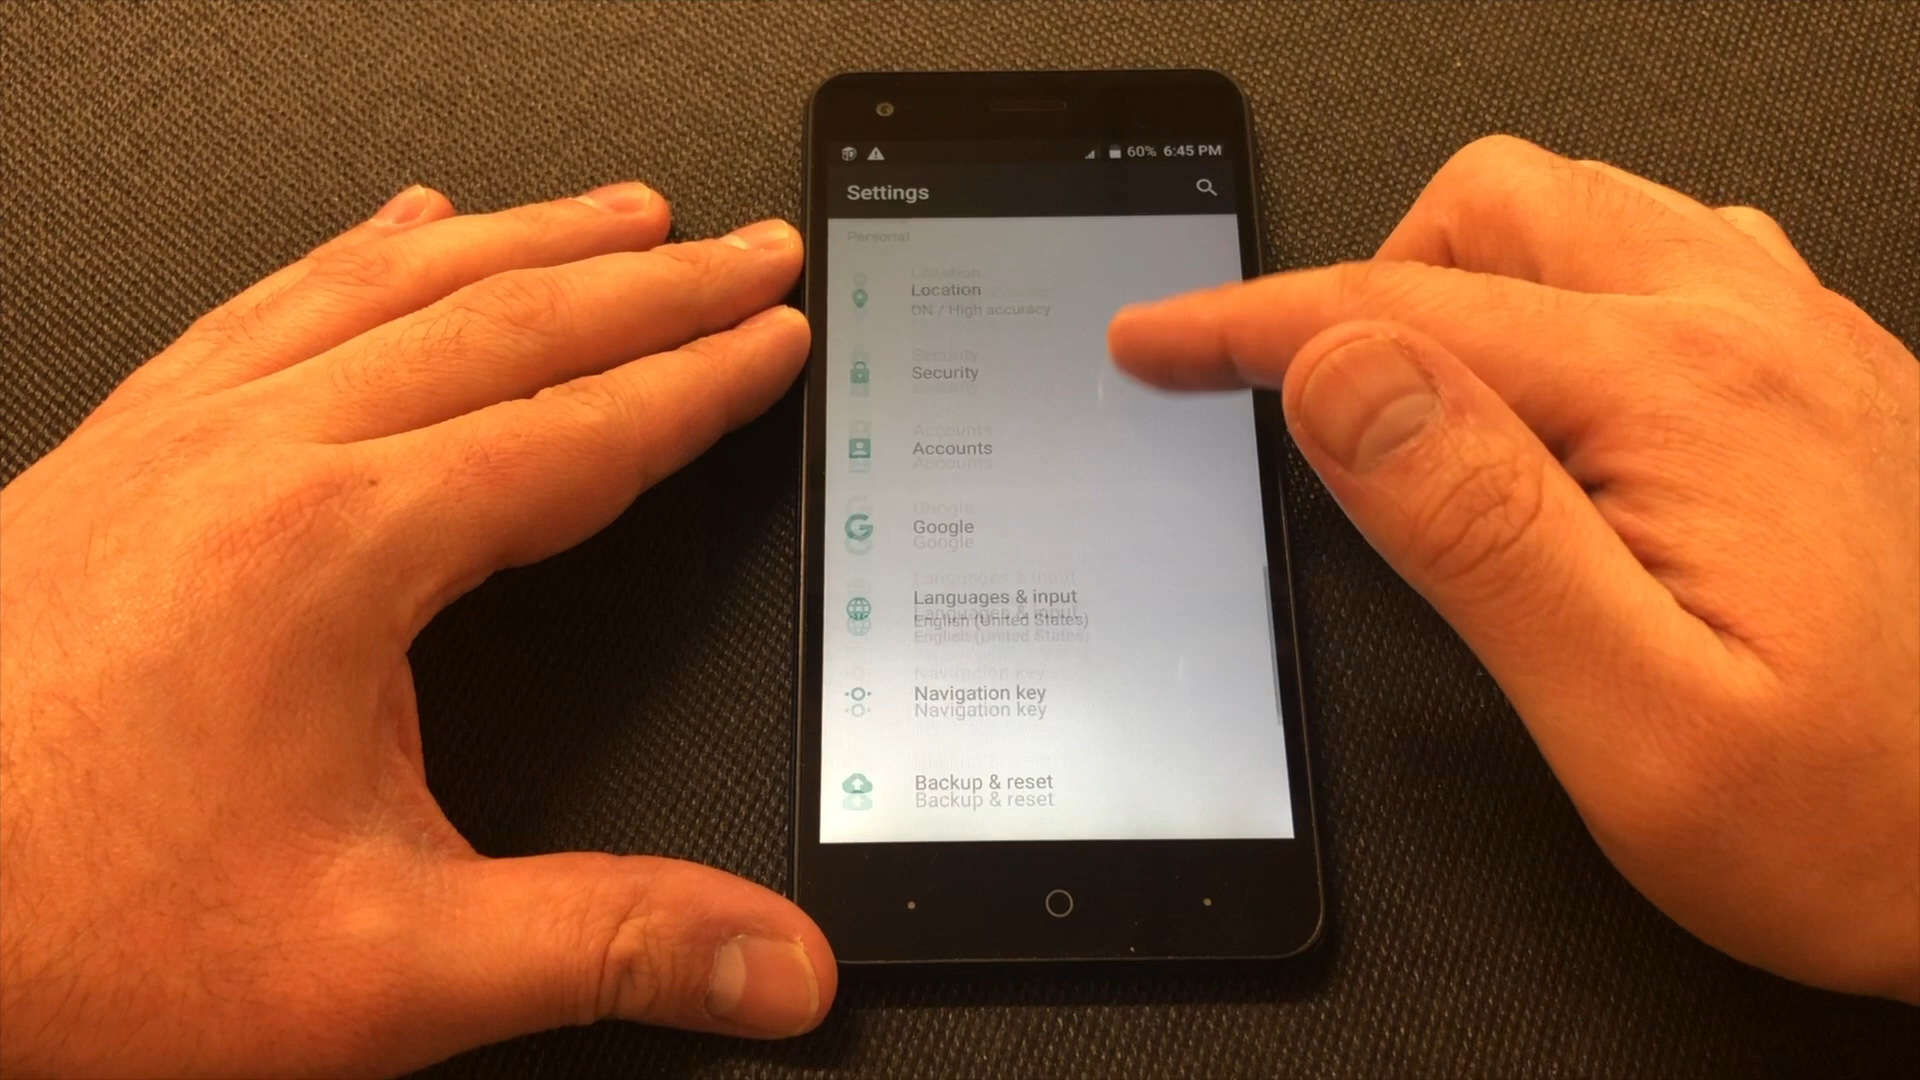 60% 6:45 PM
Settings
Personal
Location
ON / High accuracy
Security
Accounts
Google
Languages & input
English (United States)
Navigation key
Backup & reset